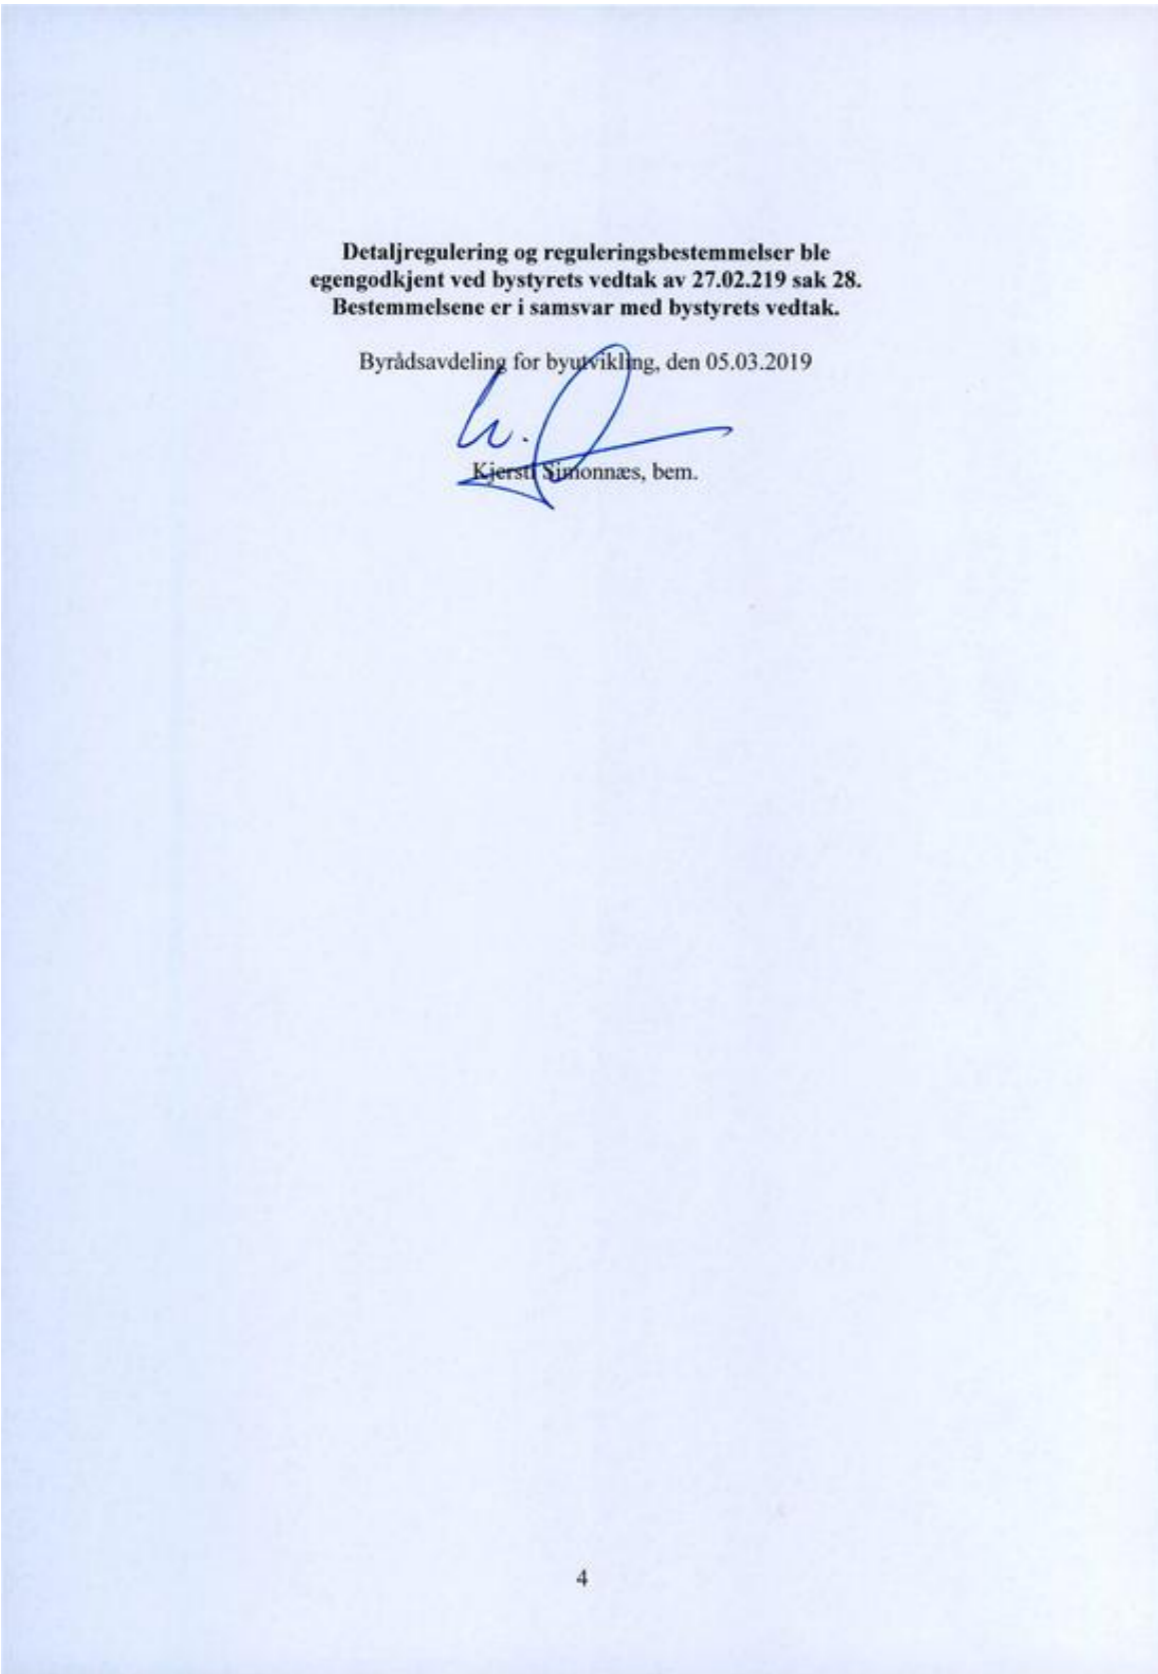 Detaljregulering og reguleringsbestemmelser ble
egengodkjent ved bystyrets vedtak av 27.02.219 sak 28.
Bestemmelsene er i samsvar med bystyrets vedtak.
Byrådsavdeling for byutvikling, den 05.03.2019
Kjersti Simonnæs, bem.
4